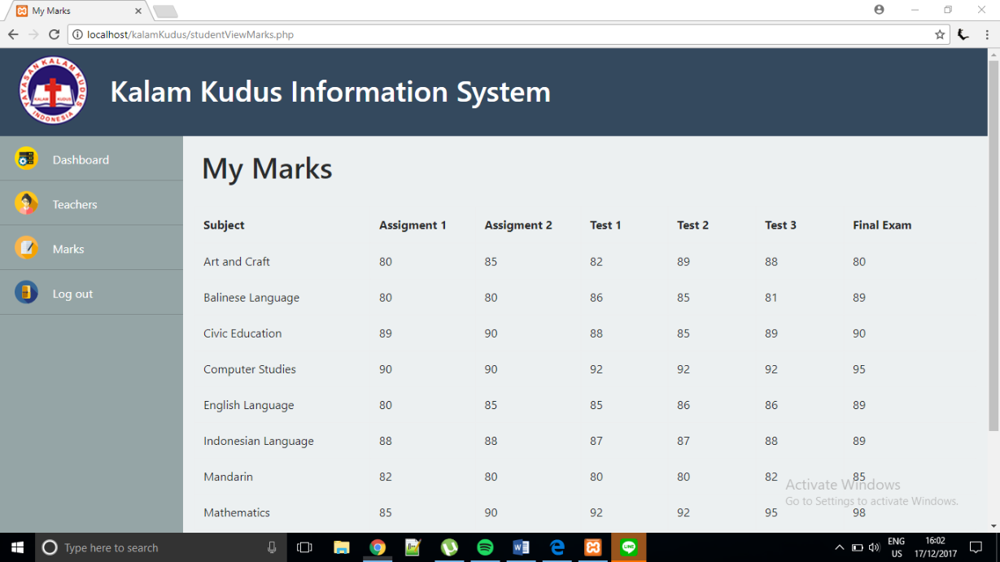 My Marks
localhost/kalamKudus/studentViewMarks.php
YAYASAN KALAM KUDUS
KALAM KUDUS
INDONESIA
Kalam Kudus Information System
Dashboard
Teachers
Marks
Log out
My Marks
Subject Assigment 1 Assigment 2 Test 1 Test 2 Test 3 Final Exam
Art and Craft 80 85 82 89 88 80
Balinese Language 80 80 86 85 81 89
Civic Education 89 90 88 85 89 90
Computer Studies 90 90 92 92 92 95
English Language 80 85 85 86 86 89
Indonesian Language 88 88 87 87 88 89
Mandarin 82 80 80 80 82 85
Mathematics 85 90 92 92 95 98
Activate Windows
Go to Settings to activate Windows.
Type here to search
ENG 16:02
US 17/12/2017